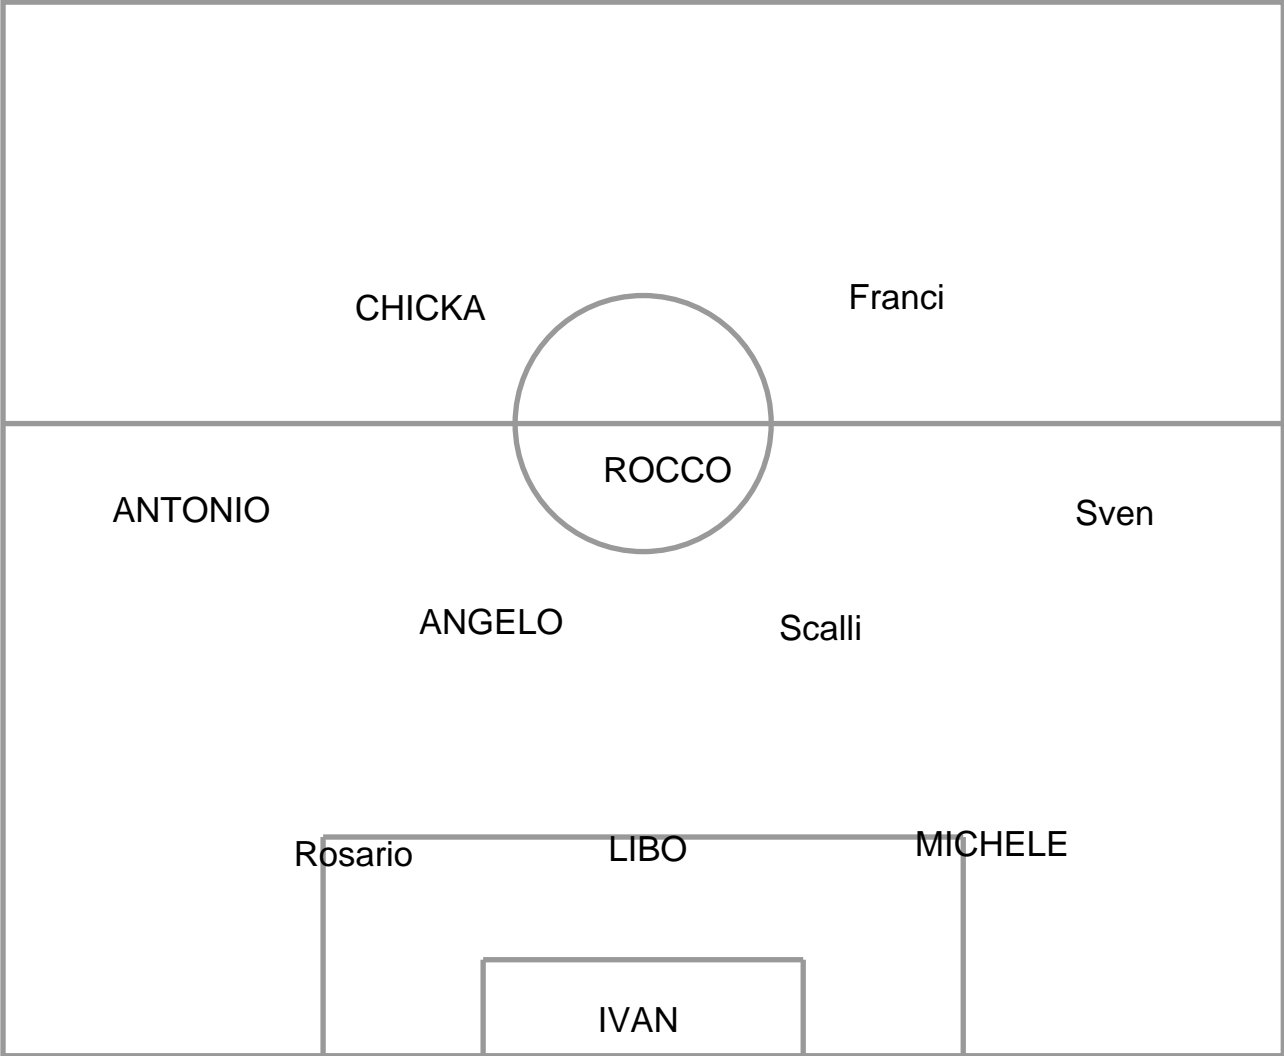 CHICKA
Franci
ROCCO
ANTONIO
Sven
ANGELO
Scalli
Rosario
LIBO
MICHELE
IVAN